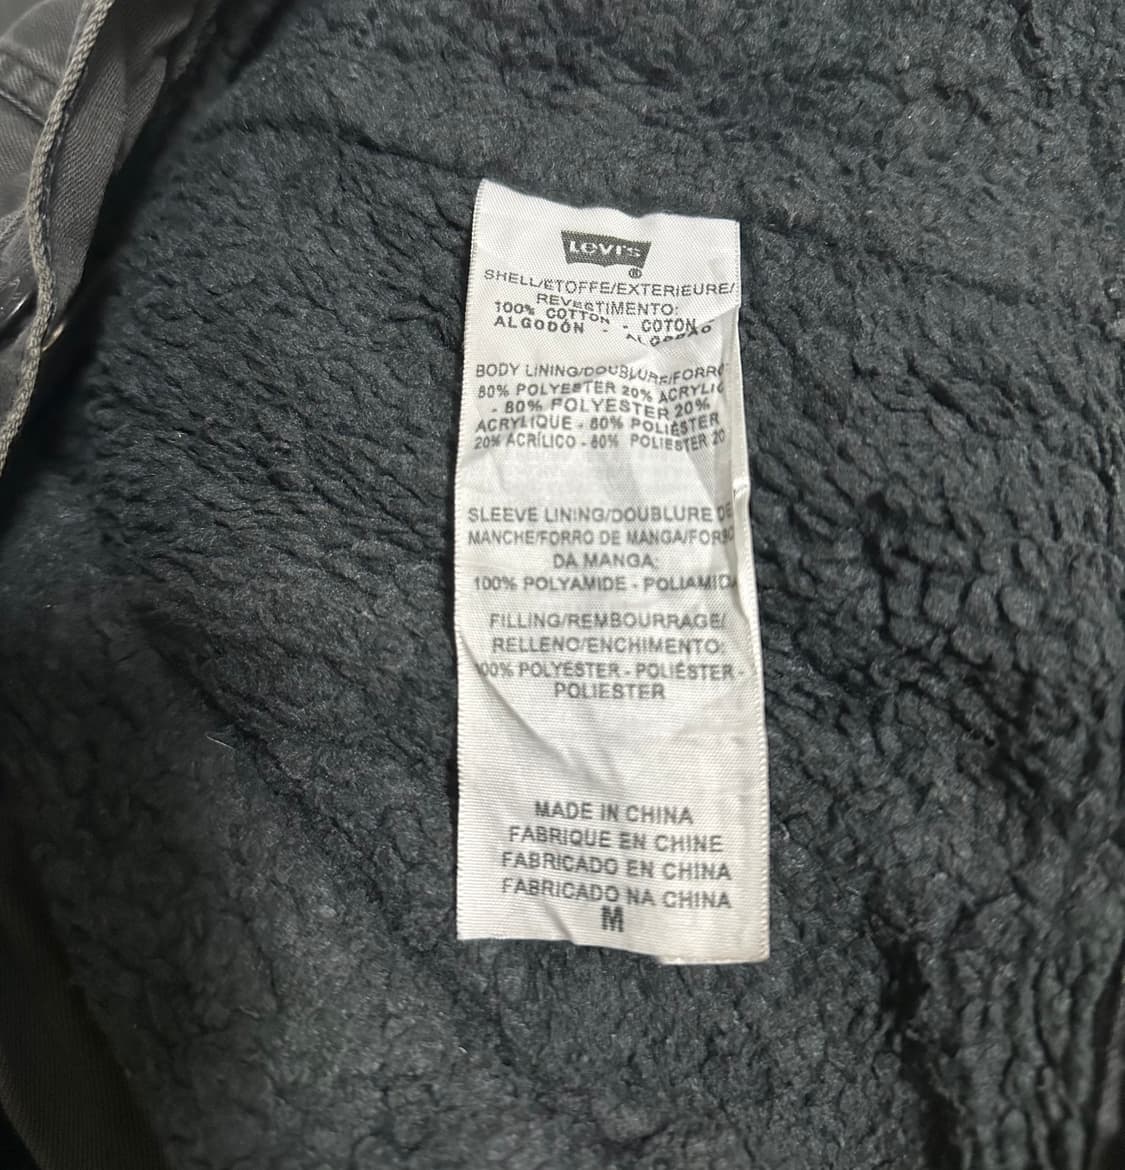 Levi's
®
SHELL/ETOFFE/EXTERIEURE/
REVESTIMENTO:
100% COTTON - COTON
ALGODÓN - ALGODÃO
BODY LINING/DOUBLURE/FORRO
80% POLYESTER 20% ACRYLIC
- 80% POLYESTER 20%
ACRYLIQUE - 80% POLIÉSTER
20% ACRÍLICO - 80% POLIESTER 20
SLEEVE LINING/DOUBLURE DE
MANCHE/FORRO DE MANGA/FORRO
DA MANGA:
100% POLYAMIDE - POLIAMIDA
FILLING/REMBOURRAGE/
RELLENO/ENCHIMENTO:
100% POLYESTER - POLIÉSTER -
POLIESTER
MADE IN CHINA
FABRIQUE EN CHINE
FABRICADO EN CHINA
FABRICADO NA CHINA
M